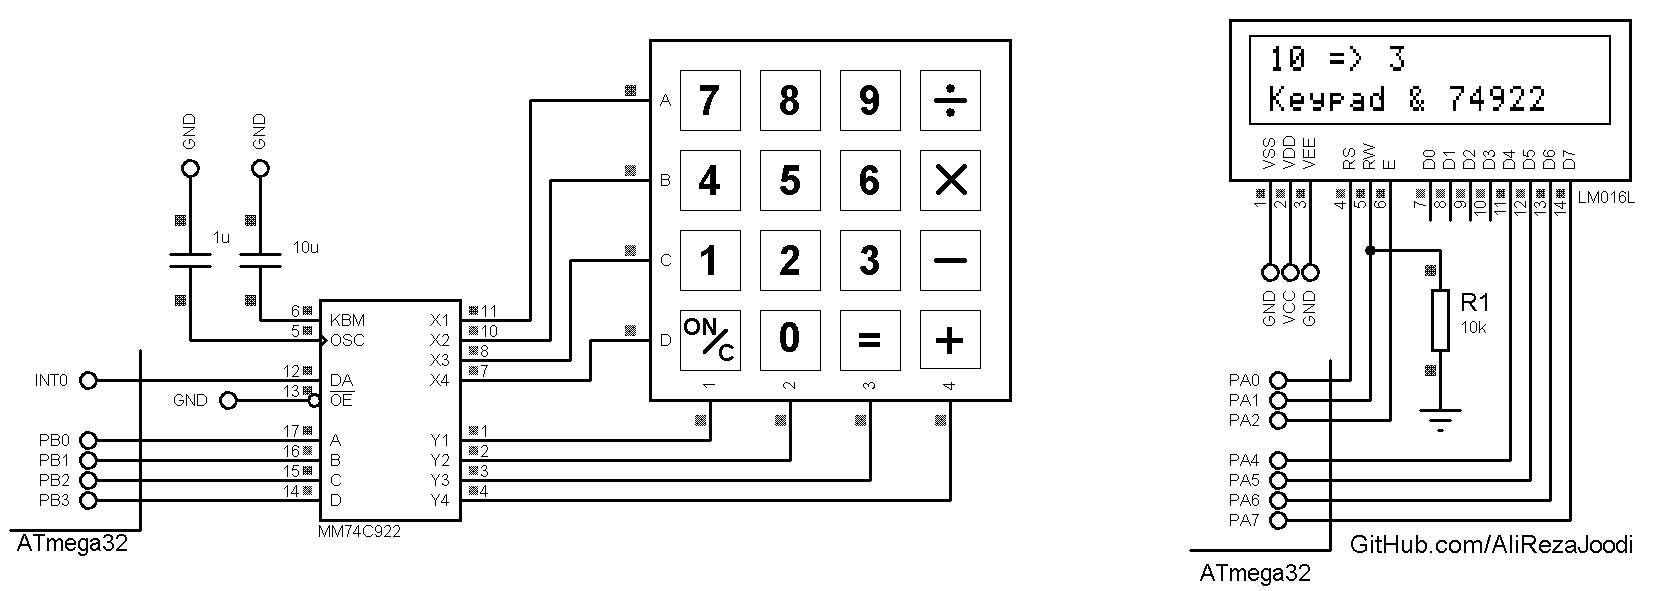 GND
GND
1u
10u
6
KBM
5
OSC
12
DA
13
OE
17
A
16
B
15
C
14
D
X1
11
X2
10
X3
8
X4
7
Y1
1
Y2
2
Y3
3
Y4
4
MM74C922
INT0
GND
PB0
PB1
PB2
PB3
ATmega32
A
7 8 9 ÷
B
4 5 6 ×
C
1 2 3 −
D
ON/C 0 = +
1 2 3 4
10 => 3
Keypad & 74922
VSS
VDD
VEE
RS
RW
E
D0
D1
D2
D3
D4
D5
D6
D7
1
2
3
4
5
6
7
8
9
10
11
12
13
14
LM016L
GND
VCC
GND
R1
10k
PA0
PA1
PA2
PA4
PA5
PA6
PA7
GitHub.com/AliRezaJoodi
ATmega32